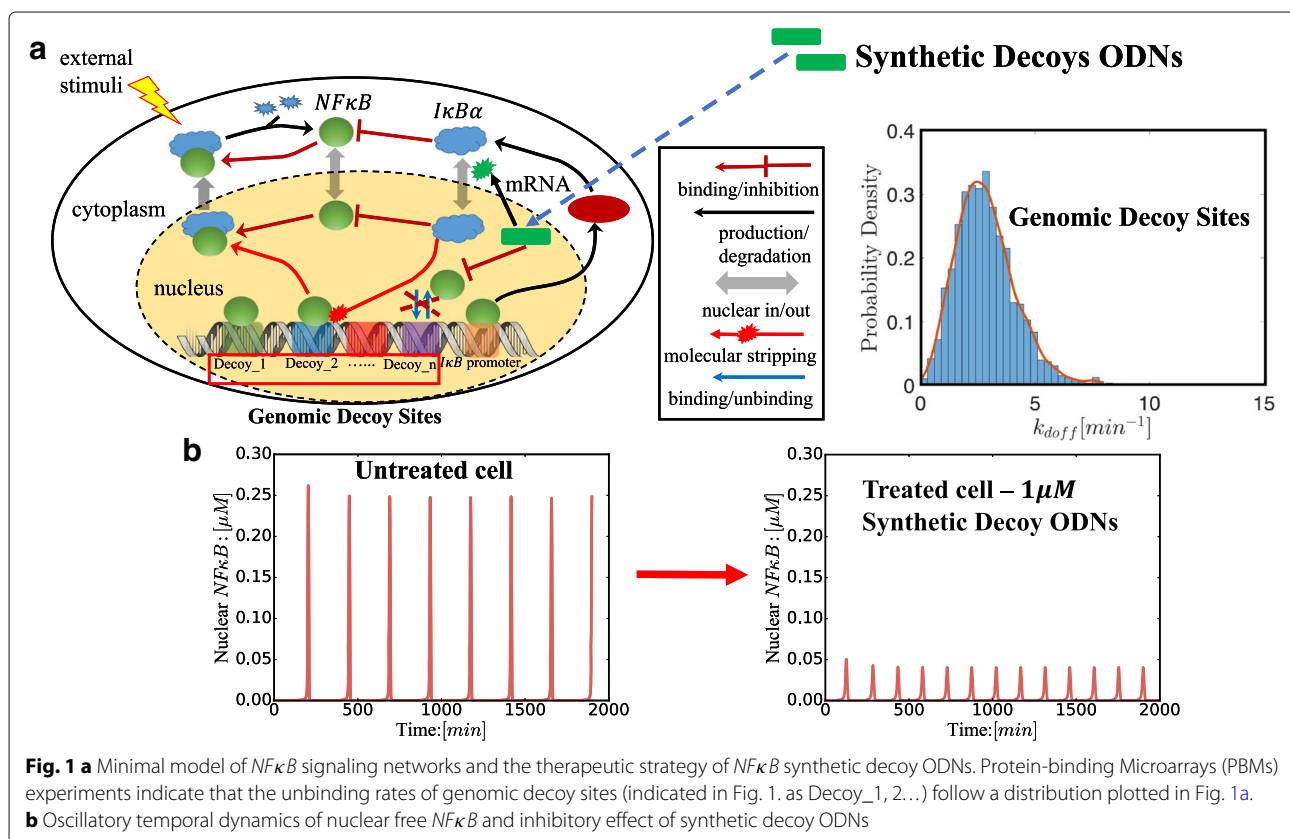 a
external
stimuli
NFκB
IκBα
Synthetic Decoys ODNs
mRNA
cytoplasm
nucleus
Decoy_1
Decoy_2
......
Decoy_n
IκB promoter
Genomic Decoy Sites
binding/inhibition
production/
degradation
nuclear in/out
molecular stripping
binding/unbinding
0.4
0.3
0.2
0.1
0
Probability Density
Genomic Decoy Sites
0 5 10 15
k_doff[min⁻¹]
b
Untreated cell
0.30
0.25
0.20
0.15
0.10
0.05
0.00
Nuclear NFκB:[μM]
0 500 1000 1500 2000
Time:[min]
Treated cell – 1μM
Synthetic Decoy ODNs
0.30
0.25
0.20
0.15
0.10
0.05
0.00
Nuclear NFκB:[μM]
0 500 1000 1500 2000
Time:[min]
Fig. 1 a Minimal model of NFκB signaling networks and the therapeutic strategy of NFκB synthetic decoy ODNs. Protein-binding Microarrays (PBMs)
experiments indicate that the unbinding rates of genomic decoy sites (indicated in Fig. 1. as Decoy_1, 2...) follow a distribution plotted in Fig. 1a.
b Oscillatory temporal dynamics of nuclear free NFκB and inhibitory effect of synthetic decoy ODNs